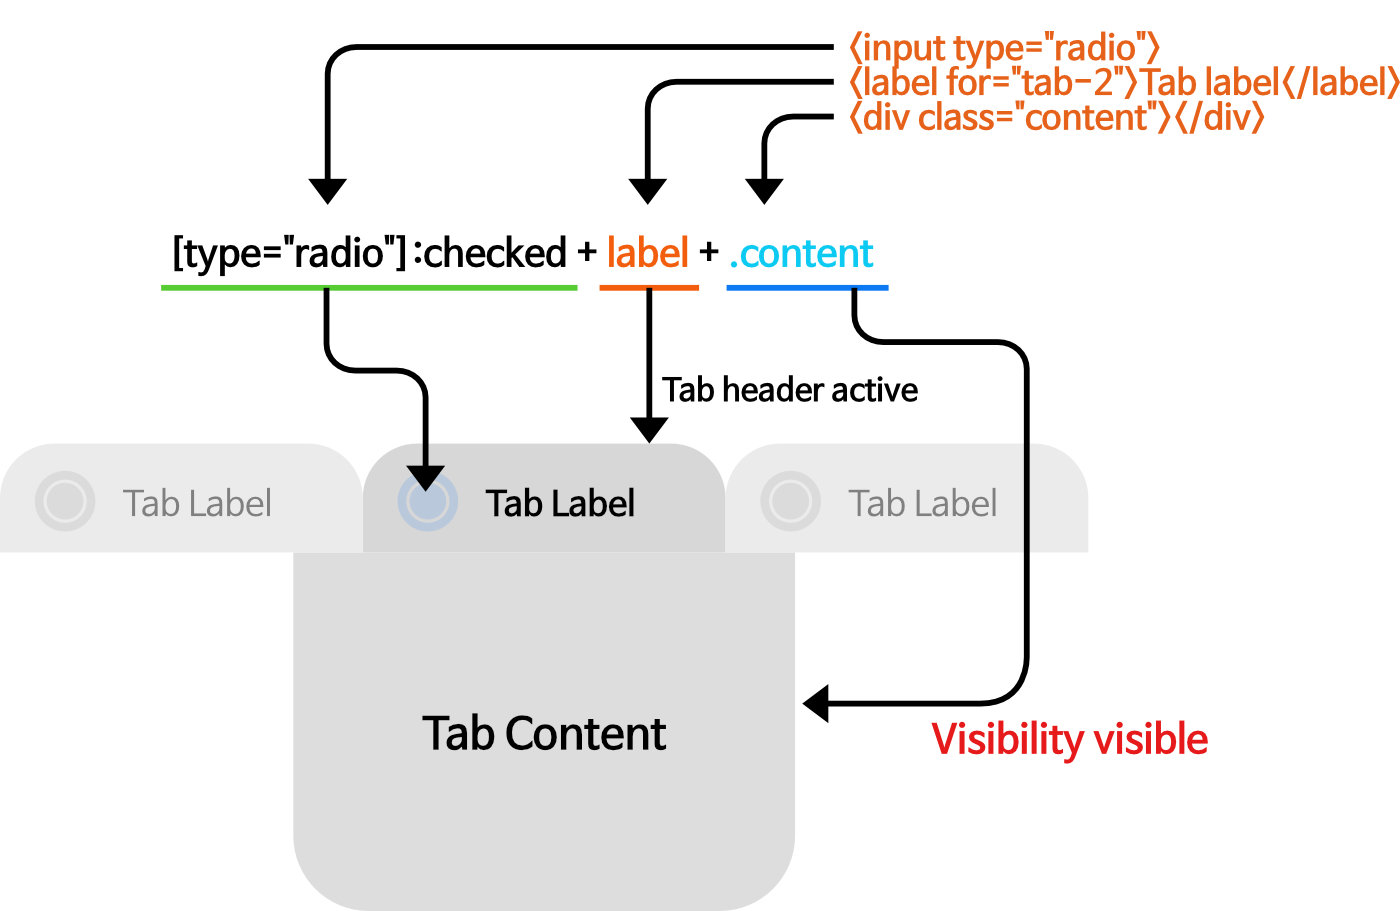 <input type="radio">
<label for="tab-2">Tab label</label>
<div class="content"></div>
[type="radio"]:checked + label + .content
Tab header active
Tab Label
Tab Label
Tab Label
Tab Content
Visibility visible